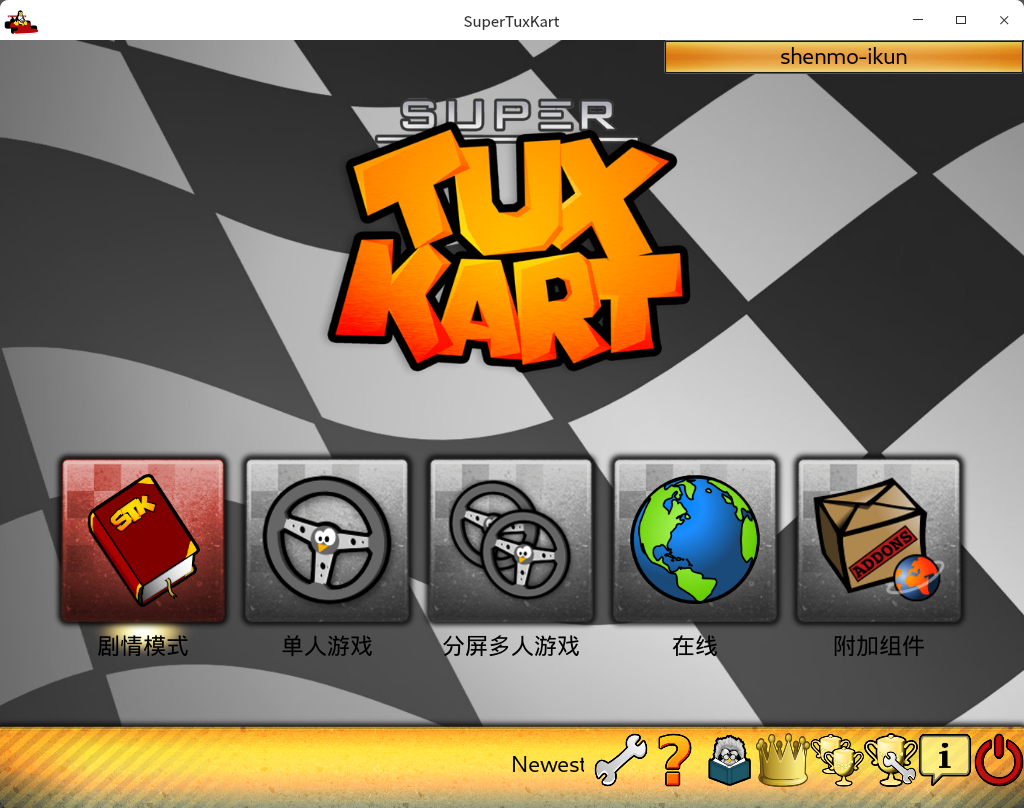 SuperTuxKart
shenmo-ikun
SUPER
TUX
KART
STK
ADDONS
剧情模式
单人游戏
分屏多人游戏
在线
附加组件
Newest